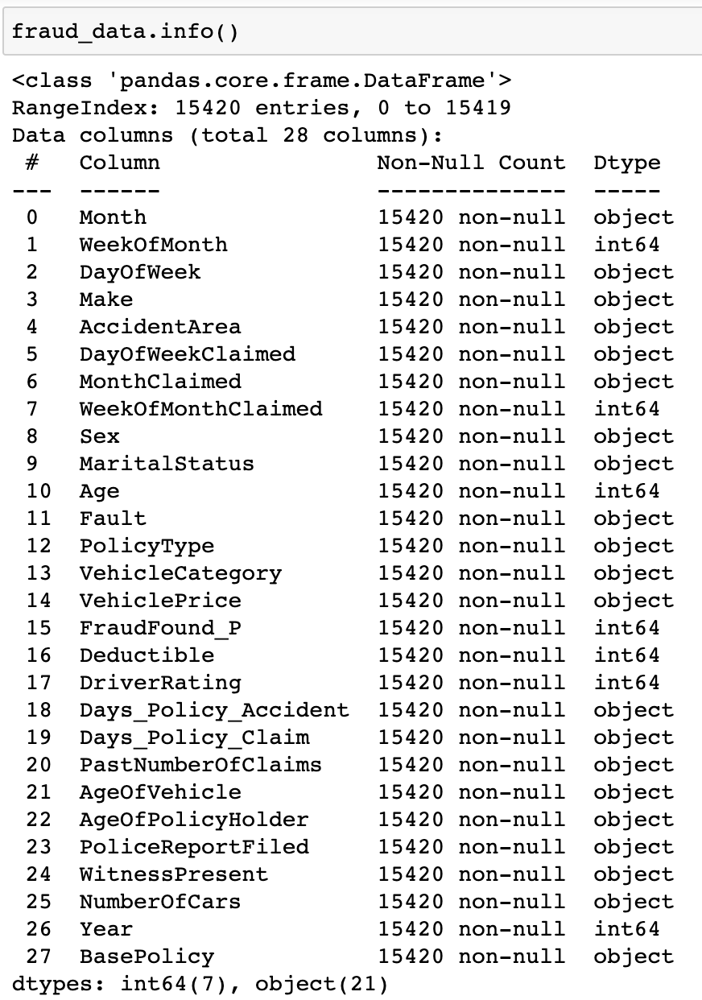 fraud_data.info()
<class 'pandas.core.frame.DataFrame'>
RangeIndex: 15420 entries, 0 to 15419
Data columns (total 28 columns):
 #   Column                Non-Null Count  Dtype
---  ------                --------------  -----
 0   Month                 15420 non-null  object
 1   WeekOfMonth           15420 non-null  int64
 2   DayOfWeek             15420 non-null  object
 3   Make                  15420 non-null  object
 4   AccidentArea          15420 non-null  object
 5   DayOfWeekClaimed      15420 non-null  object
 6   MonthClaimed          15420 non-null  object
 7   WeekOfMonthClaimed    15420 non-null  int64
 8   Sex                   15420 non-null  object
 9   MaritalStatus         15420 non-null  object
 10  Age                   15420 non-null  int64
 11  Fault                 15420 non-null  object
 12  PolicyType            15420 non-null  object
 13  VehicleCategory       15420 non-null  object
 14  VehiclePrice          15420 non-null  object
 15  FraudFound_P          15420 non-null  int64
 16  Deductible            15420 non-null  int64
 17  DriverRating          15420 non-null  int64
 18  Days_Policy_Accident  15420 non-null  object
 19  Days_Policy_Claim     15420 non-null  object
 20  PastNumberOfClaims    15420 non-null  object
 21  AgeOfVehicle          15420 non-null  object
 22  AgeOfPolicyHolder     15420 non-null  object
 23  PoliceReportFiled     15420 non-null  object
 24  WitnessPresent        15420 non-null  object
 25  NumberOfCars          15420 non-null  object
 26  Year                  15420 non-null  int64
 27  BasePolicy            15420 non-null  object
dtypes: int64(7), object(21)